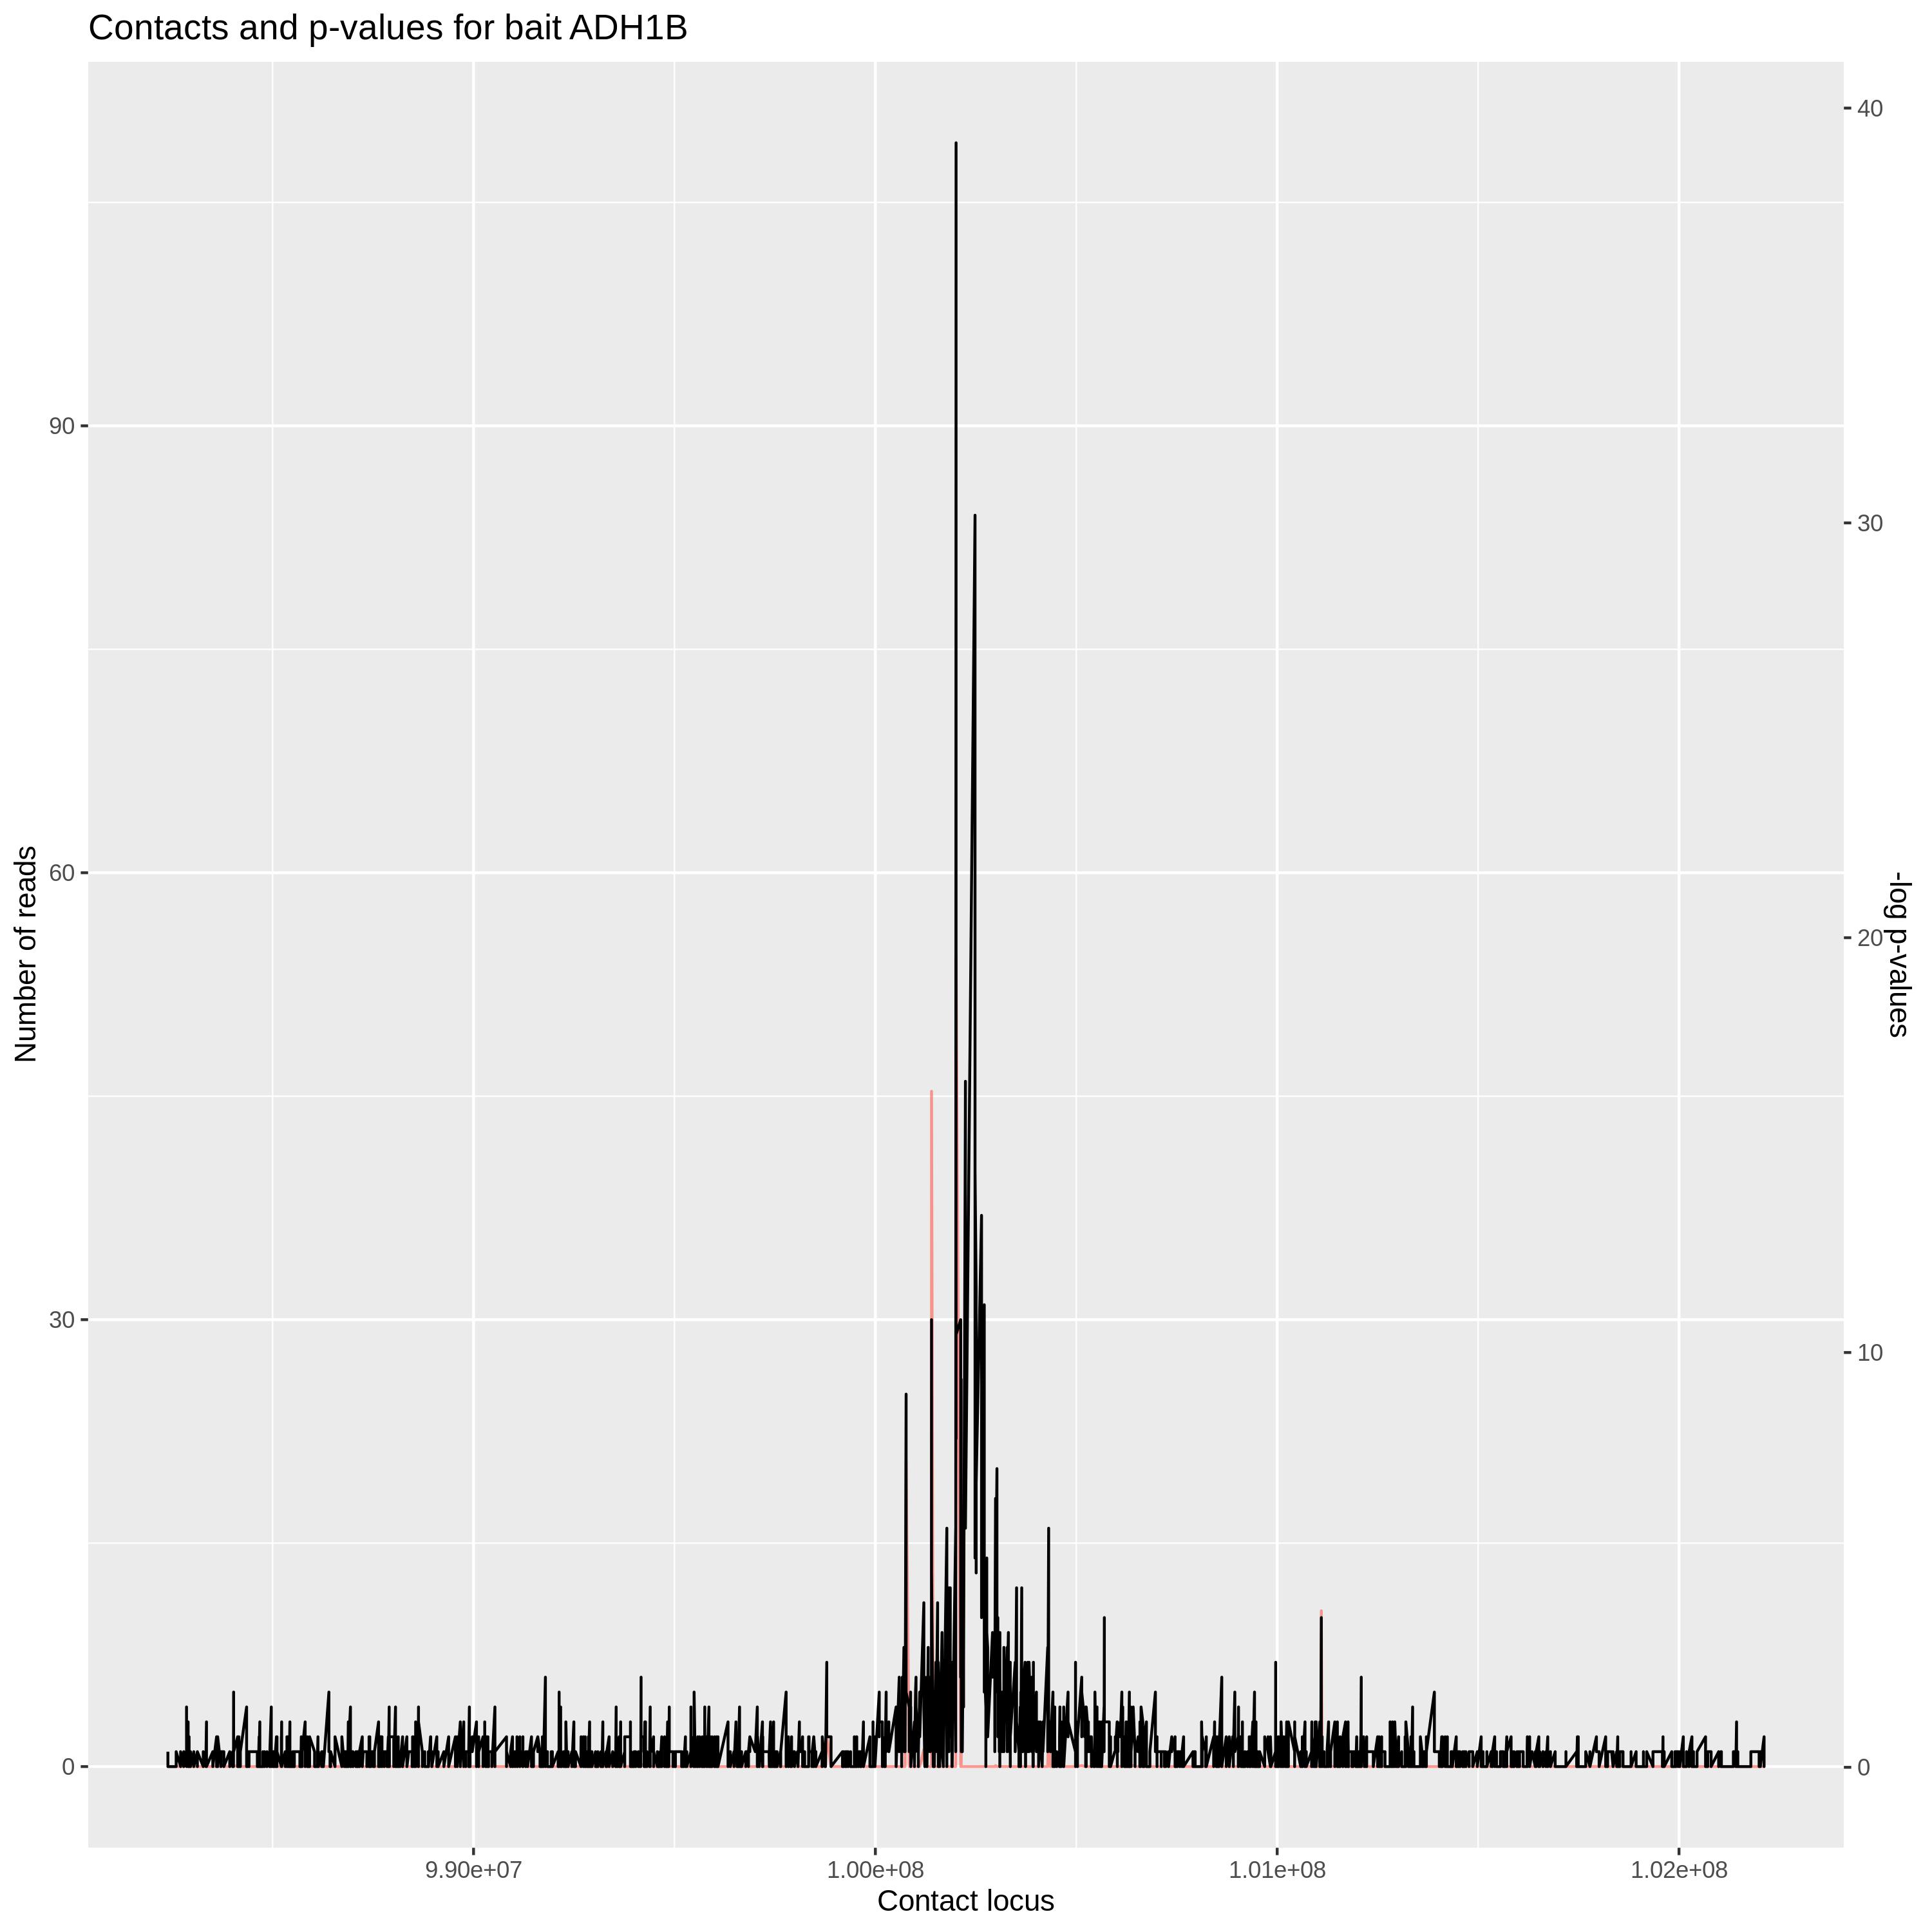 Contacts and p-values for bait ADH1B
40
90
30
60
20
30
10
0
0
Number of reads
-log p-values
9.90e+07 1.00e+08 1.01e+08 1.02e+08
Contact locus